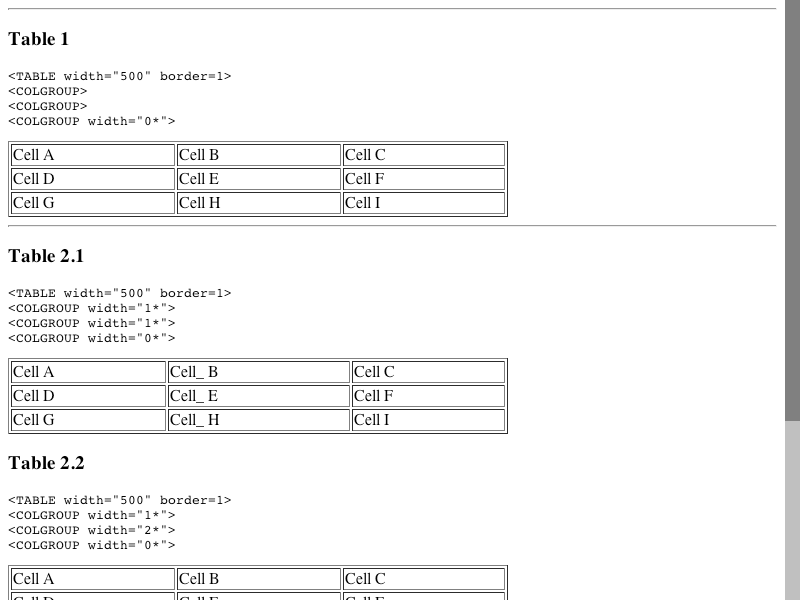 Table 1
<TABLE width="500" border=1>
<COLGROUP>
<COLGROUP>
<COLGROUP width="0*">
Cell A Cell B Cell C
Cell D Cell E Cell F
Cell G Cell H Cell I
Table 2.1
<TABLE width="500" border=1>
<COLGROUP width="1*">
<COLGROUP width="1*">
<COLGROUP width="0*">
Cell A Cell_ B Cell C
Cell D Cell_ E Cell F
Cell G Cell_ H Cell I
Table 2.2
<TABLE width="500" border=1>
<COLGROUP width="1*">
<COLGROUP width="2*">
<COLGROUP width="0*">
Cell A Cell B Cell C